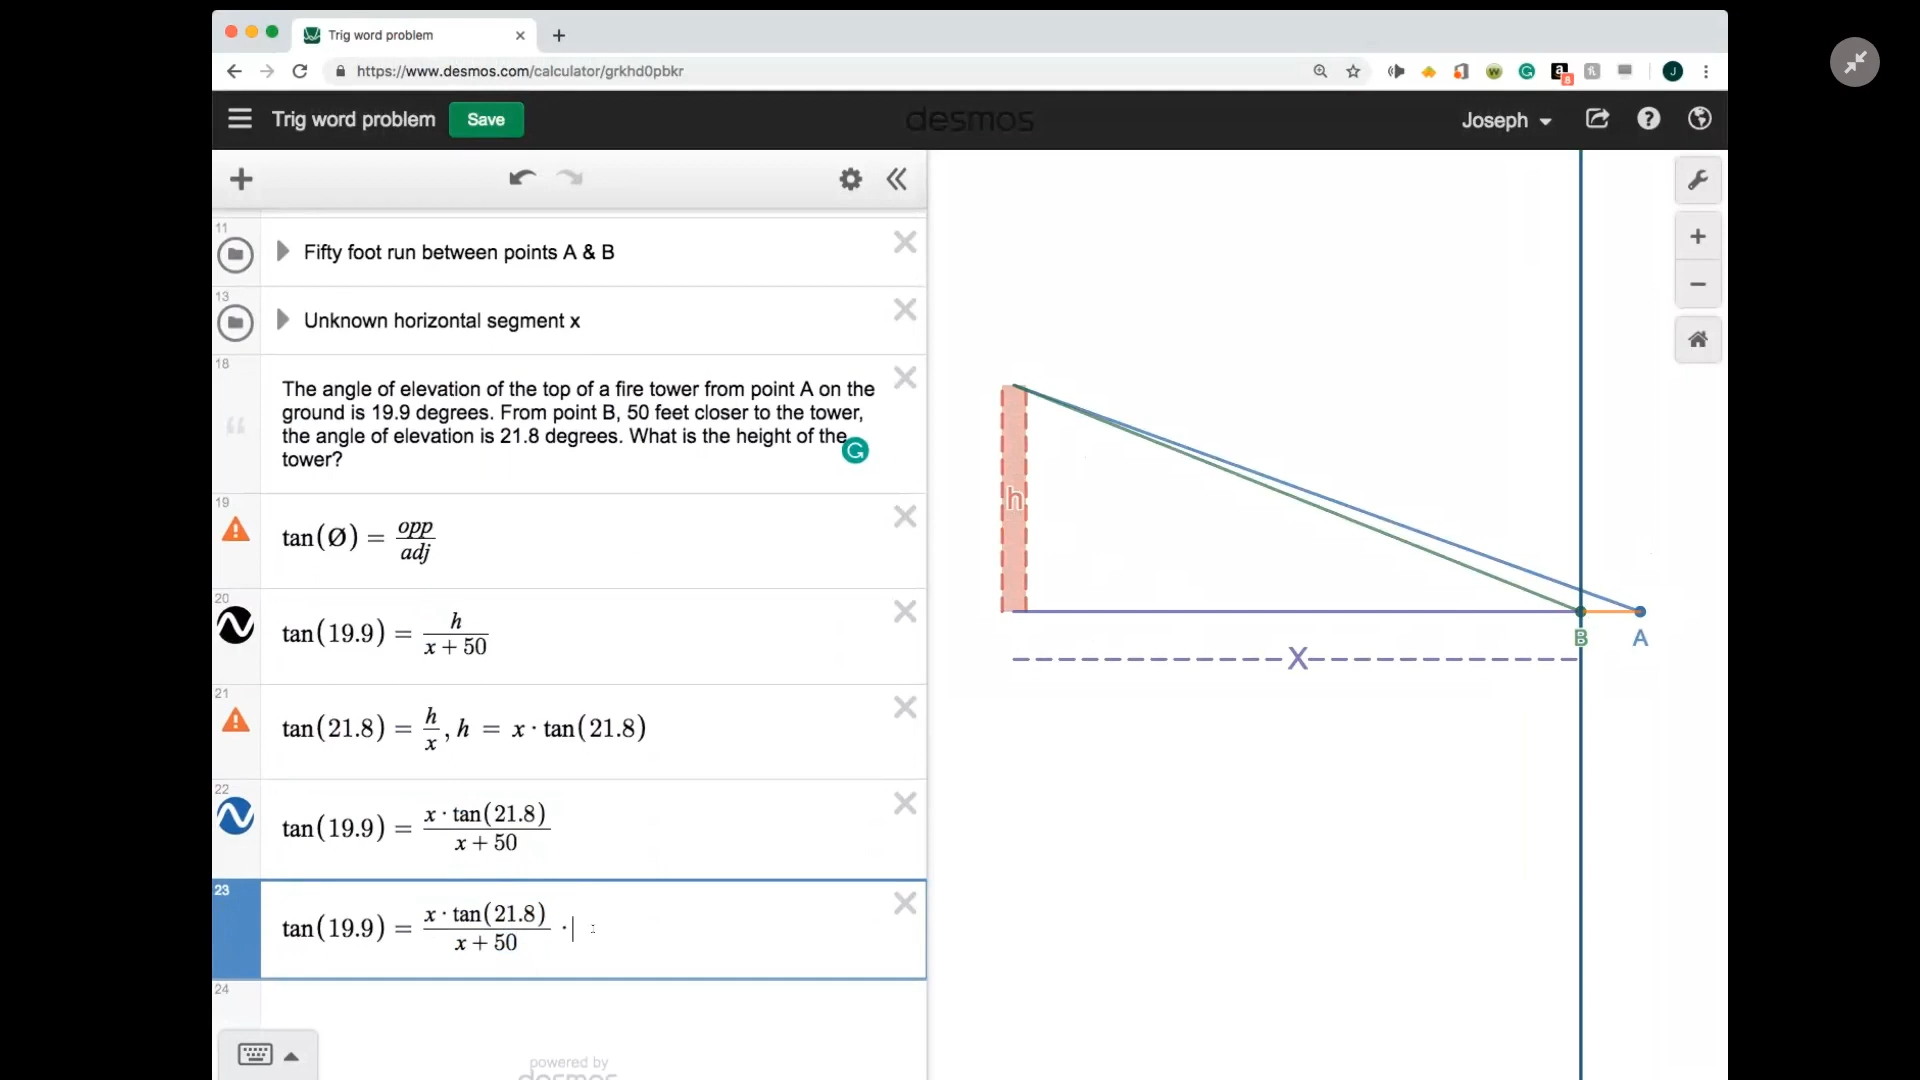 Trig word problem
https://www.desmos.com/calculator/grkhd0pbkr
J
Trig word problem
Save
desmos
Joseph
11
Fifty foot run between points A & B
13
Unknown horizontal segment x
18
The angle of elevation of the top of a fire tower from point A on the
ground is 19.9 degrees. From point B, 50 feet closer to the tower,
the angle of elevation is 21.8 degrees. What is the height of the
tower?
19
tan(Ø) = opp/adj
20
tan(19.9) = h/(x + 50)
21
tan(21.8) = h/x, h = x · tan(21.8)
22
tan(19.9) = (x · tan(21.8))/(x + 50)
23
tan(19.9) = (x · tan(21.8))/(x + 50) ·
24
powered by
desmos
h
B
A
X